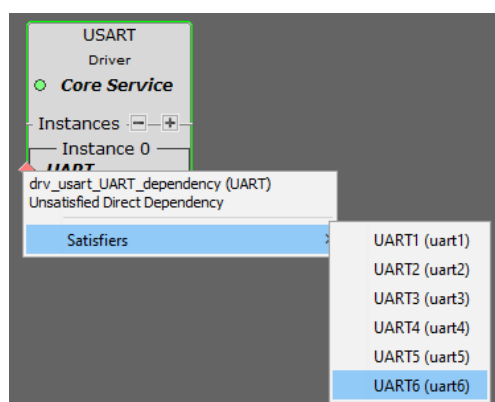 USART
Driver
Core Service
Instances
Instance 0
UART
drv_usart_UART_dependency (UART)
Unsatisfied Direct Dependency
Satisfiers
UART1 (uart1)
UART2 (uart2)
UART3 (uart3)
UART4 (uart4)
UART5 (uart5)
UART6 (uart6)